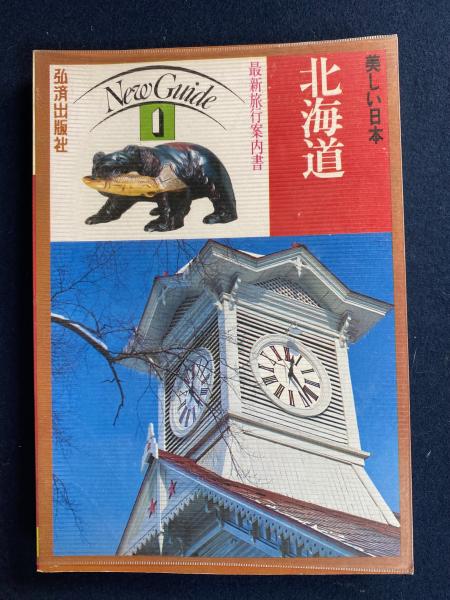 美しい日本
北海道
最新旅行案内書
New Guide
1
弘済出版社